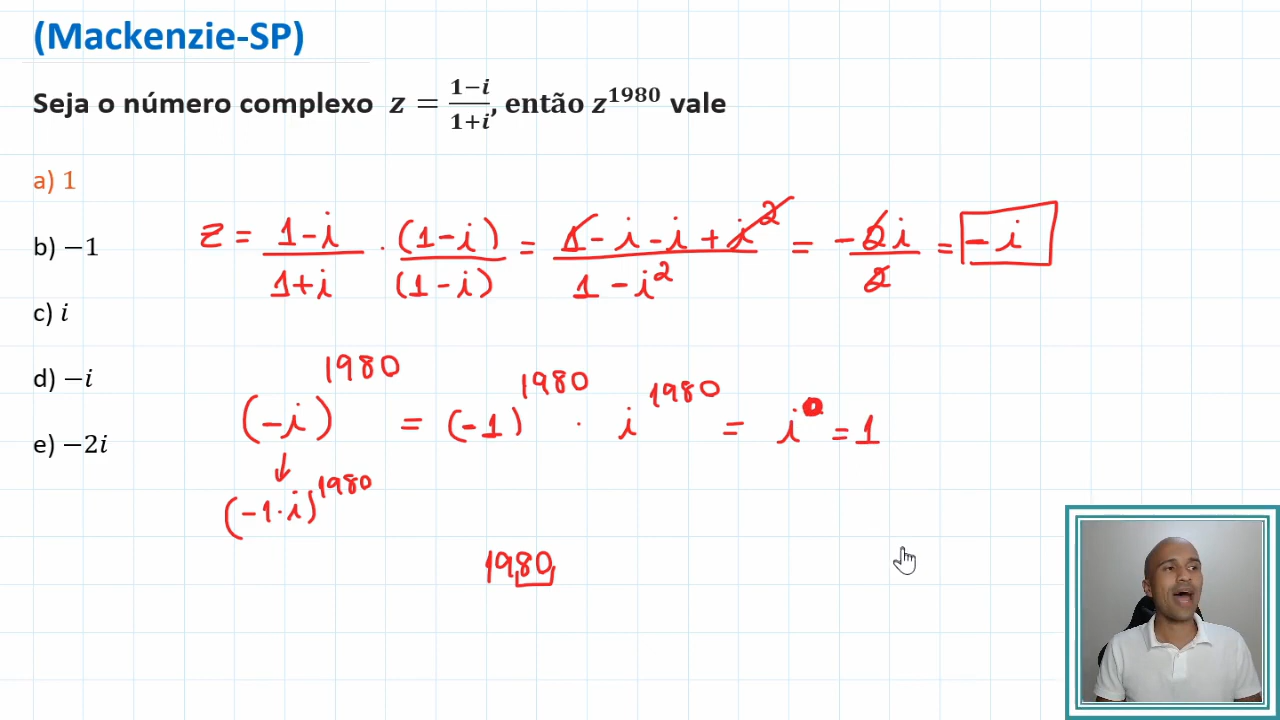 (Mackenzie-SP)
Seja o número complexo z = (1−i)/(1+i), então z^1980 vale
a) 1
z = (1-i)/(1+i) · (1-i)/(1-i) = (1-i-i+i²)/(1-i²) = -2i/2 = -i
b) −1
c) i
d) −i
(-i)^1980 = (-1)^1980 · i^1980 = i^0 = 1
e) −2i
(-1·i)^1980
1980